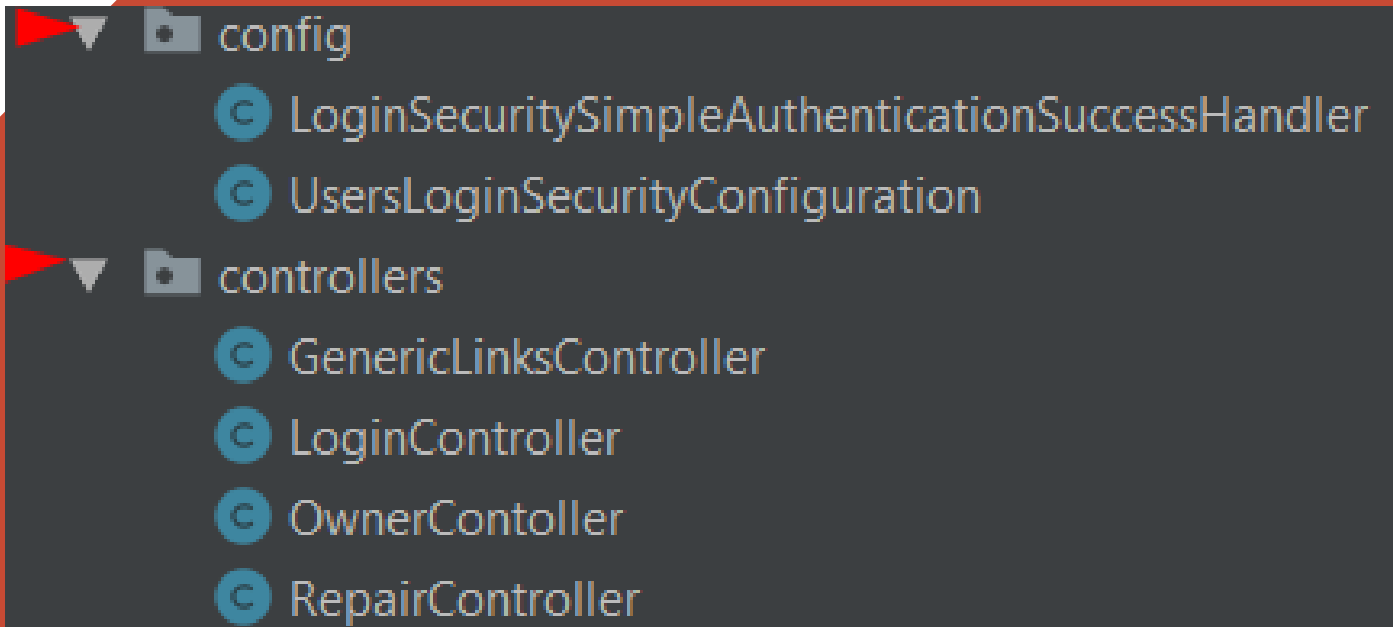 config
LoginSecuritySimpleAuthenticationSuccessHandler
UsersLoginSecurityConfiguration
controllers
GenericLinksController
LoginController
OwnerContoller
RepairController